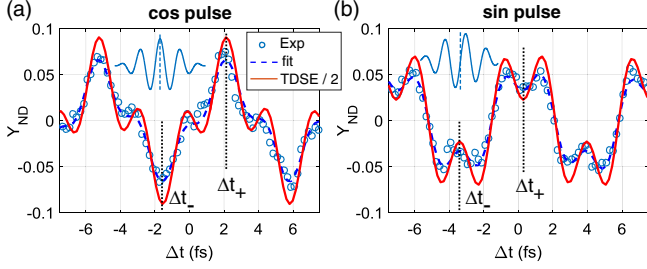 (a) cos pulse
Exp
fit
TDSE / 2
0.1
0.05
0
-0.05
-0.1
Y_ND
Δt_-
Δt_+
-6 -4 -2 0 2 4 6
Δt (fs)
(b) sin pulse
0.1
0.05
0
-0.05
-0.1
Y_ND
Δt_-
Δt_+
-6 -4 -2 0 2 4 6
Δt (fs)